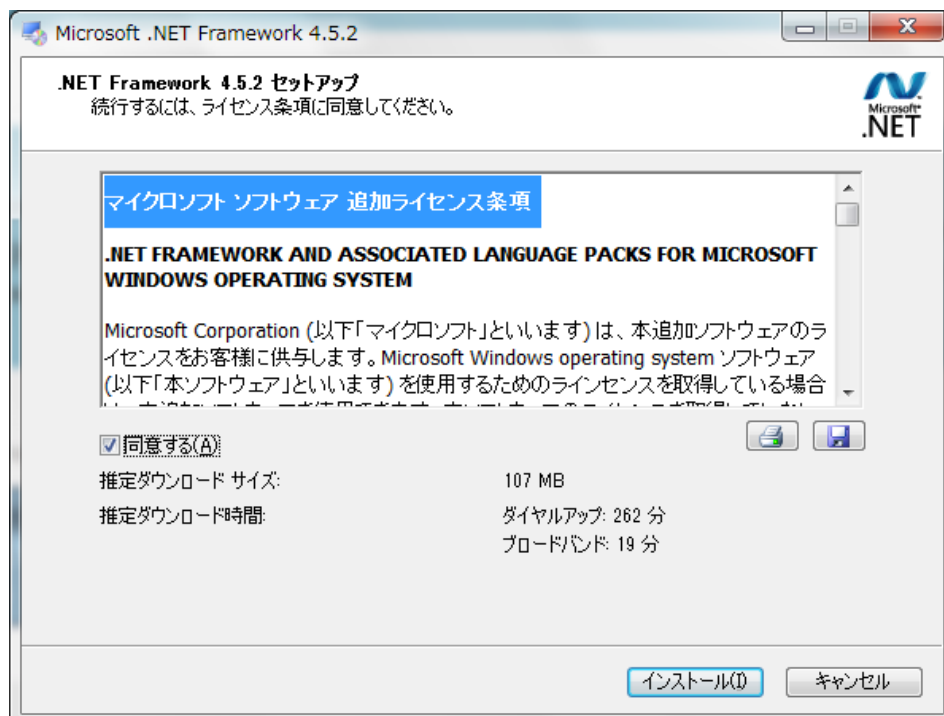 Microsoft .NET Framework 4.5.2
.NET Framework 4.5.2 セットアップ
続行するには、ライセンス条項に同意してください。
Microsoft
.NET
マイクロソフト ソフトウェア 追加ライセンス条項
.NET FRAMEWORK AND ASSOCIATED LANGUAGE PACKS FOR MICROSOFT
WINDOWS OPERATING SYSTEM
Microsoft Corporation (以下「マイクロソフト」といいます) は、本追加ソフトウェアのラ
イセンスをお客様に供与します。Microsoft Windows operating system ソフトウェア
(以下「本ソフトウェア」といいます) を使用するためのラインセンスを取得している場合
同意する(A)
推定ダウンロード サイズ: 107 MB
推定ダウンロード時間: ダイヤルアップ: 262 分
ブロードバンド: 19 分
インストール(I) キャンセル